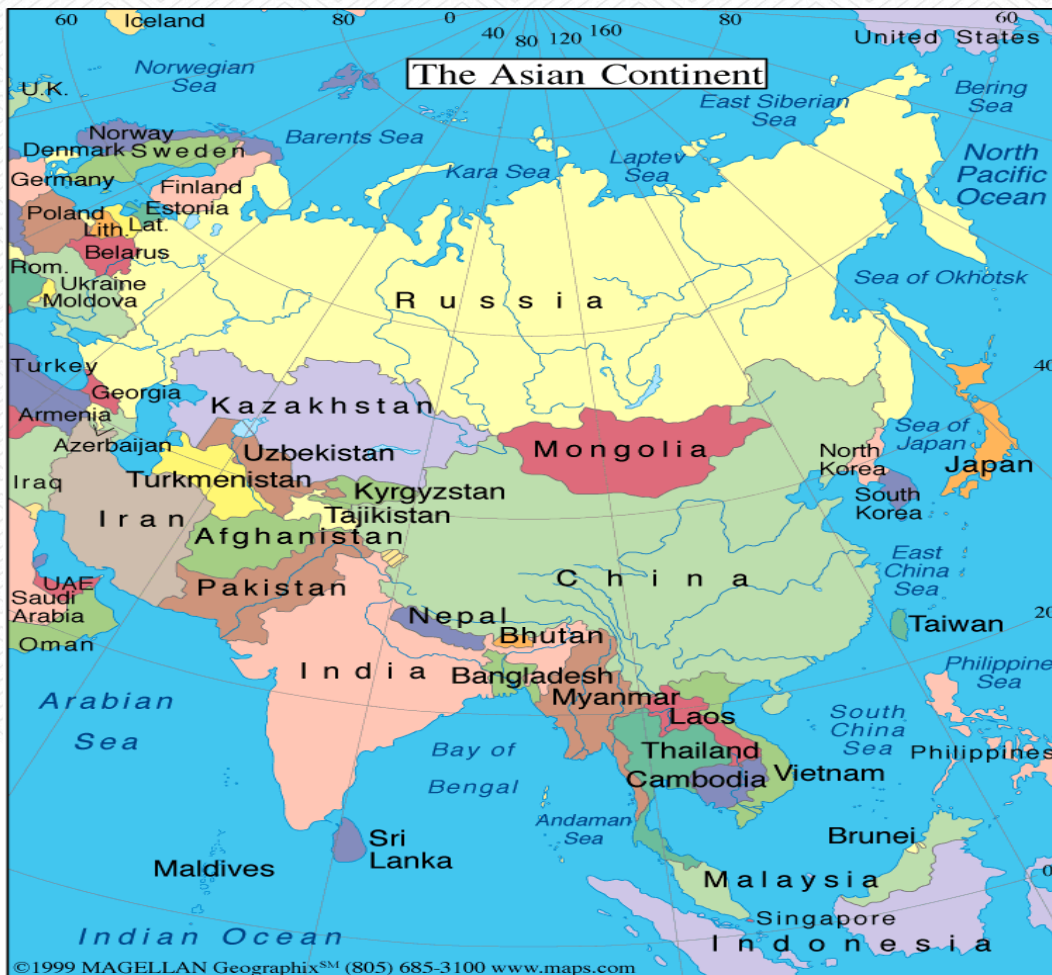 60
Iceland
80
0
40
80
120
160
80
60
United States
The Asian Continent
Norwegian
Sea
U.K.
Barents Sea
East Siberian
Sea
Bering
Sea
Norway
Denmark
Sweden
Kara Sea
Laptev
Sea
North
Pacific
Ocean
Germany
Finland
Poland
Estonia
Lith.
Lat.
Belarus
Rom.
Ukraine
Moldova
Russia
Sea of Okhotsk
Turkey
Georgia
40
Armenia
Kazakhstan
Azerbaijan
Uzbekistan
Mongolia
Sea of
Japan
North
Korea
Japan
Iraq
Turkmenistan
Kyrgyzstan
South
Korea
Iran
Tajikistan
Afghanistan
East
China
Sea
UAE
Pakistan
China
Saudi
Arabia
Nepal
20
Oman
Bhutan
Taiwan
India
Bangladesh
Philippine
Sea
Arabian
Sea
Myanmar
Laos
South
China
Sea
Bay of
Bengal
Thailand
Philippines
Cambodia
Vietnam
Andaman
Sea
Sri
Lanka
Brunei
Maldives
Malaysia
0
Singapore
Indian Ocean
Indonesia
©1999 MAGELLAN Geographix℠ (805) 685-3100 www.maps.com